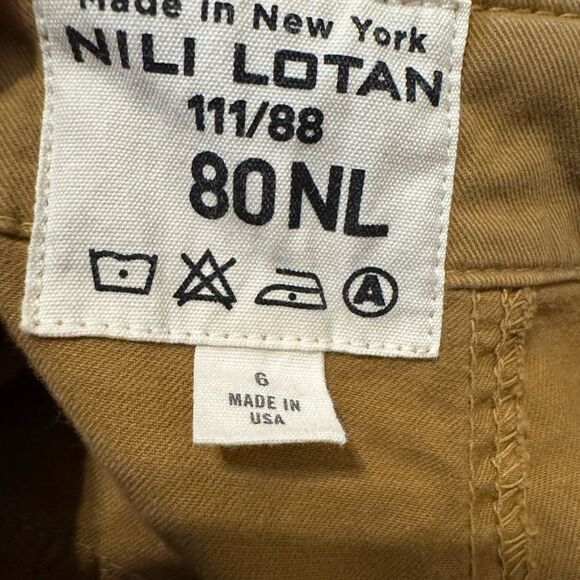 Made in New York
NILI LOTAN
111/88
80NL
A
6
MADE IN
USA